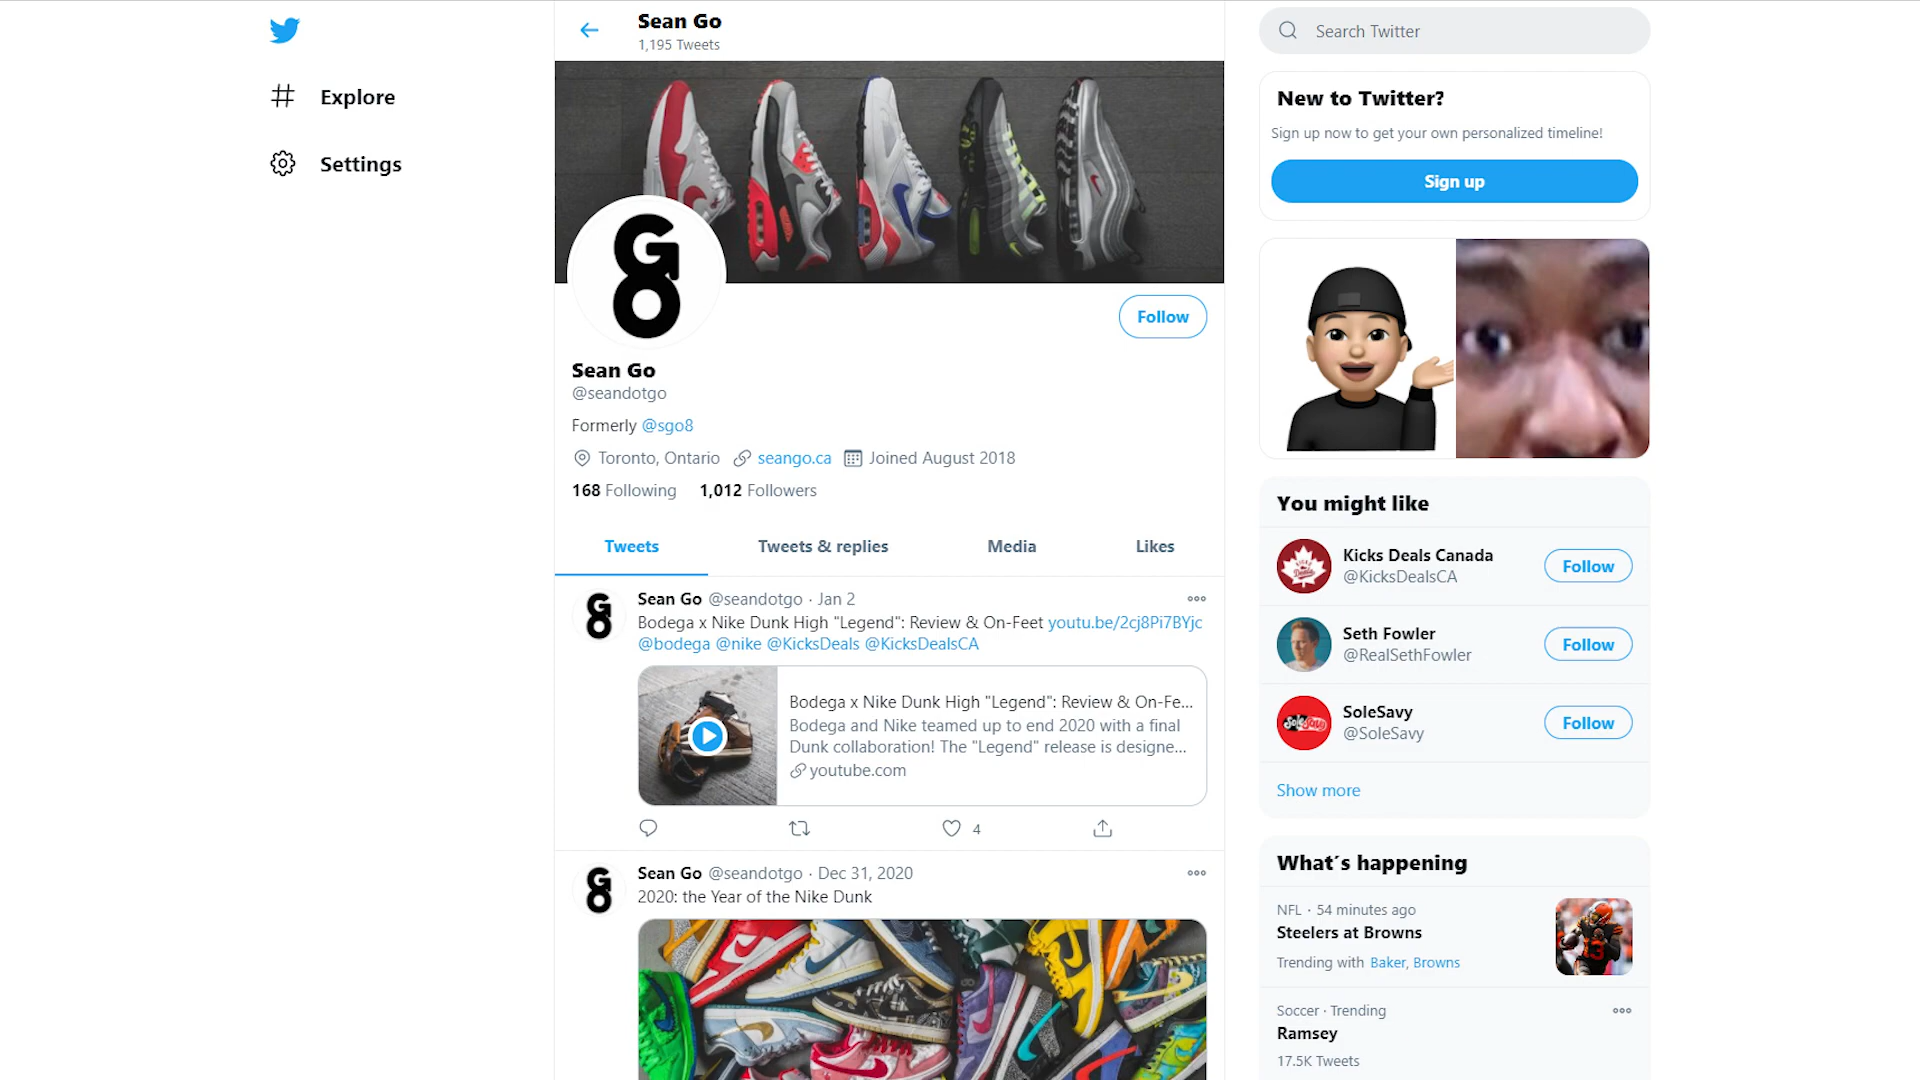 Sean Go
1,195 Tweets
Search Twitter
Explore
Settings
New to Twitter?
Sign up now to get your own personalized timeline!
Sign up
GO
Follow
Sean Go
@seandotgo
Formerly @sgo8
Toronto, Ontario seango.ca Joined August 2018
168 Following 1,012 Followers
Tweets Tweets & replies Media Likes
Sean Go @seandotgo · Jan 2
Bodega x Nike Dunk High "Legend": Review & On-Feet youtu.be/2cj8Pi7BYjc
@bodega @nike @KicksDeals @KicksDealsCA
Bodega x Nike Dunk High "Legend": Review & On-Fe...
Bodega and Nike teamed up to end 2020 with a final
Dunk collaboration! The "Legend" release is designe...
youtube.com
4
Sean Go @seandotgo · Dec 31, 2020
2020: the Year of the Nike Dunk
You might like
Kicks Deals Canada
@KicksDealsCA
Follow
Seth Fowler
@RealSethFowler
Follow
SoleSavy
@SoleSavy
Follow
Show more
What´s happening
NFL · 54 minutes ago
Steelers at Browns
Trending with Baker, Browns
Soccer · Trending
Ramsey
17.5K Tweets